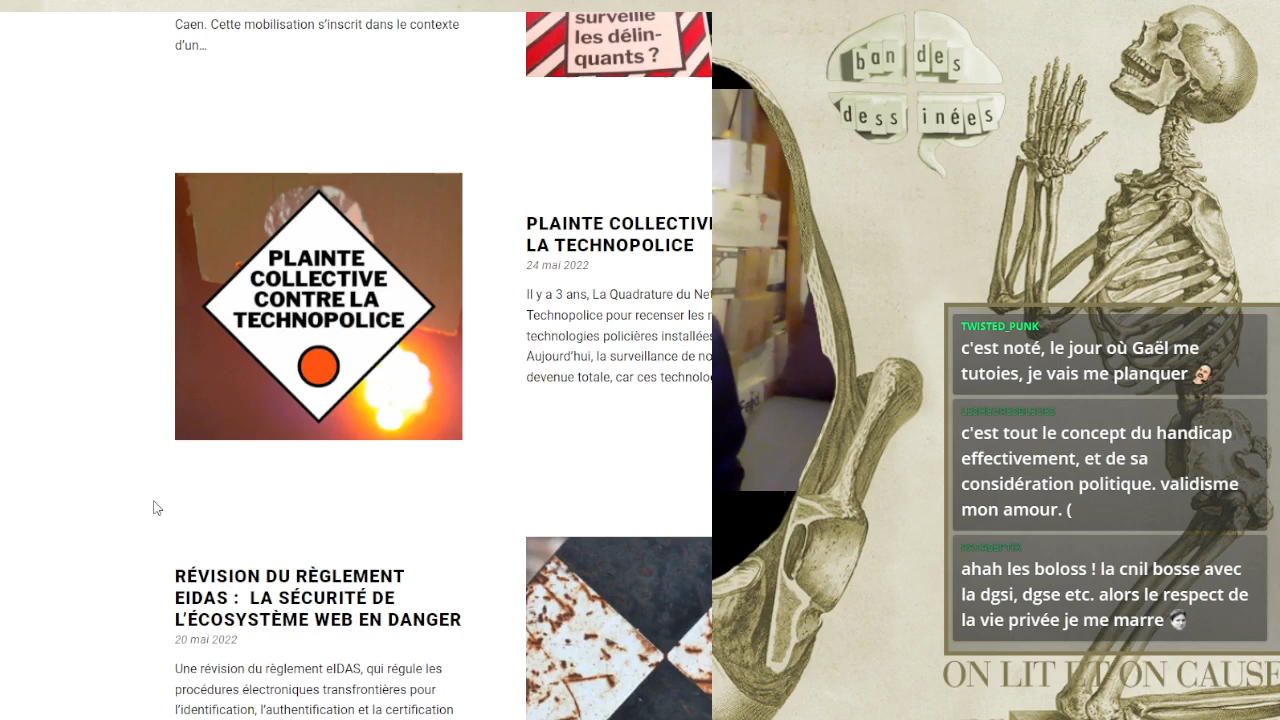 Caen. Cette mobilisation s’inscrit dans le contexte
d’un…
surveille
les délin-
quants ?
PLAINTE
COLLECTIVE
CONTRE LA
TECHNOPOLICE
PLAINTE COLLECTIV
LA TECHNOPOLICE
24 mai 2022
Il y a 3 ans, La Quadrature du Net
Technopolice pour recenser les
technologies policières installées
Aujourd’hui, la surveillance de no
devenue totale, car ces technolo
RÉVISION DU RÈGLEMENT
EIDAS : LA SÉCURITÉ DE
L’ÉCOSYSTÈME WEB EN DANGER
20 mai 2022
Une révision du règlement eIDAS, qui régule les
procédures électroniques transfrontières pour
l’identification, l’authentification et la certification
ban des
dess inées
TWISTED_PUNK
c'est noté, le jour où Gaël me
tutoies, je vais me planquer
c'est tout le concept du handicap
effectivement, et de sa
considération politique. validisme
mon amour. (
ahah les boloss ! la cnil bosse avec
la dgsi, dgse etc. alors le respect de
la vie privée je me marre
ON LIT ET ON CAUSE